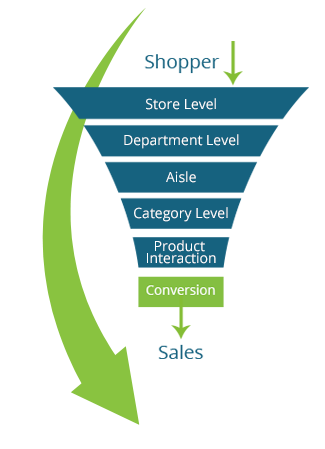 Shopper
Store Level
Department Level
Aisle
Category Level
Product
Interaction
Conversion
Sales